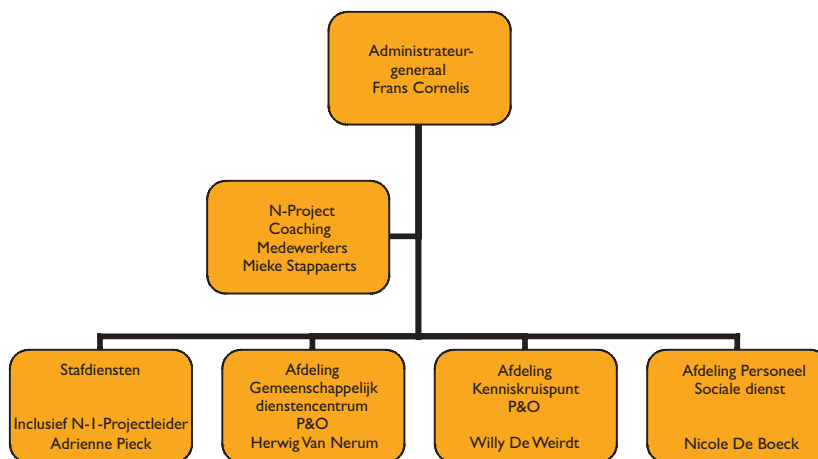 Administrateur-
generaal
Frans Cornelis
N-Project
Coaching
Medewerkers
Mieke Stappaerts
Stafdiensten
Inclusief N-1-Projectleider
Adrienne Pieck
Afdeling
Gemeenschappelijk
dienstencentrum
P&O
Herwig Van Nerum
Afdeling
Kenniskruispunt
P&O
Willy De Weirdt
Afdeling Personeel
Sociale dienst
Nicole De Boeck